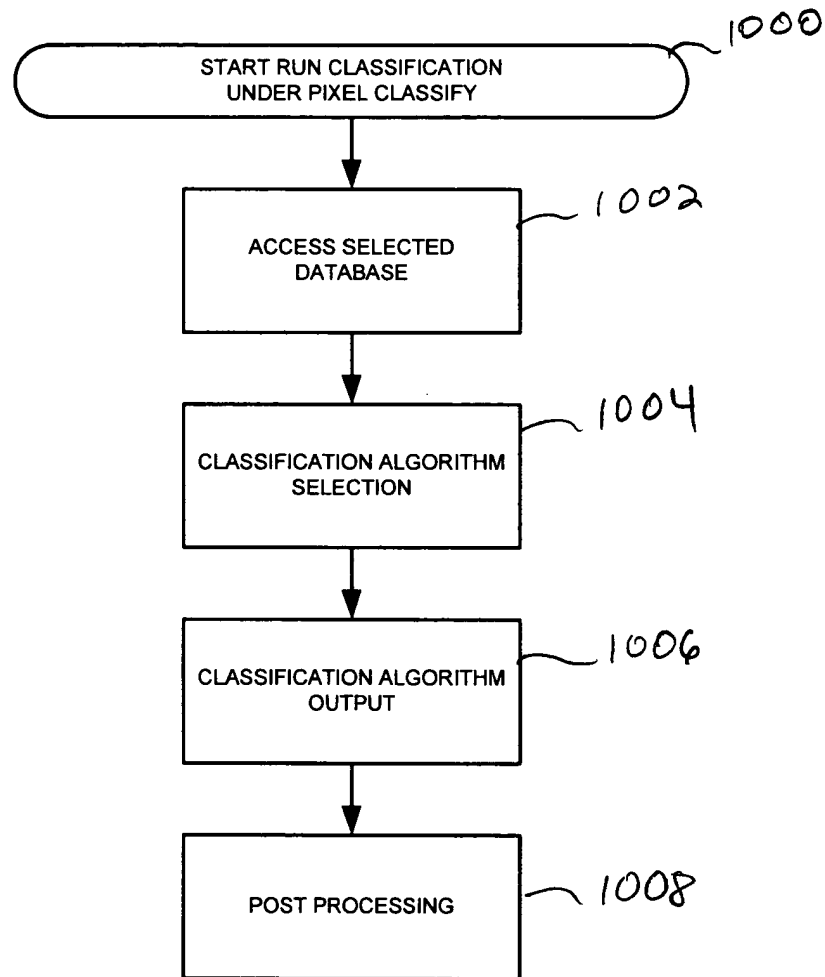 1000
START RUN CLASSIFICATION
UNDER PIXEL CLASSIFY
1002
ACCESS SELECTED
DATABASE
1004
CLASSIFICATION ALGORITHM
SELECTION
1006
CLASSIFICATION ALGORITHM
OUTPUT
1008
POST PROCESSING